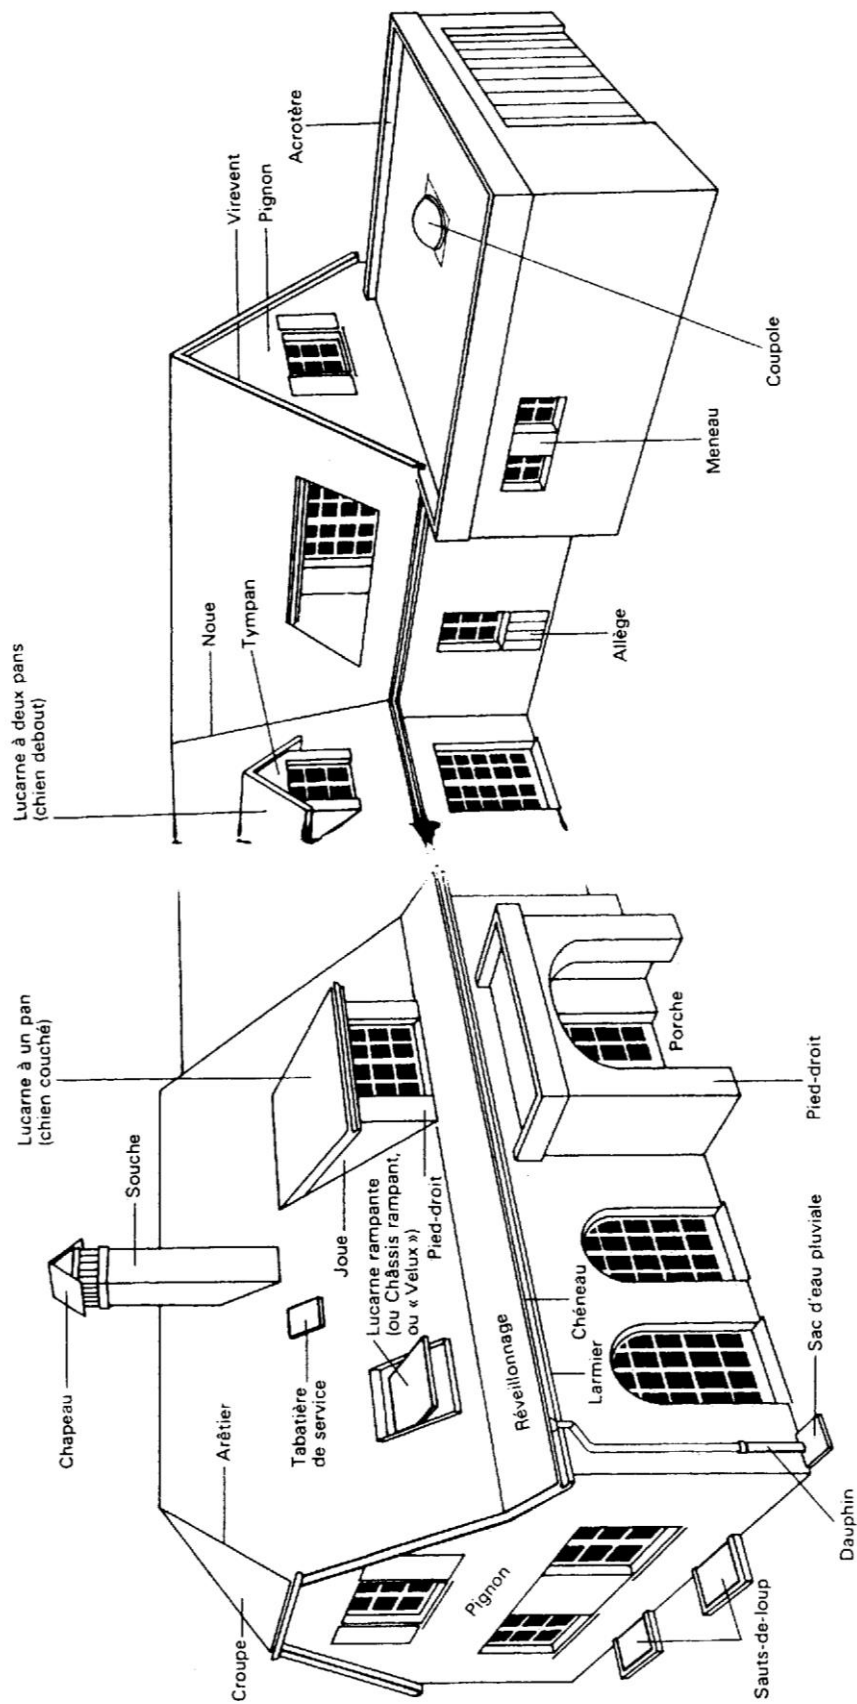 Chapeau
Souche
Lucarne à un pan
(chien couché)
Lucarne à deux pans
(chien debout)
Arêtier
Croupe
Noue
Tympan
Virevent
Pignon
Acrotère
Tabatière
de service
Joue
Lucarne rampante
(ou Châssis rampant,
ou « Velux »)
Pied-droit
Pignon
Réveillonnage
Chéneau
Larmier
Porche
Pied-droit
Allège
Meneau
Coupole
Sauts-de-loup
Dauphin
Sac d'eau pluviale